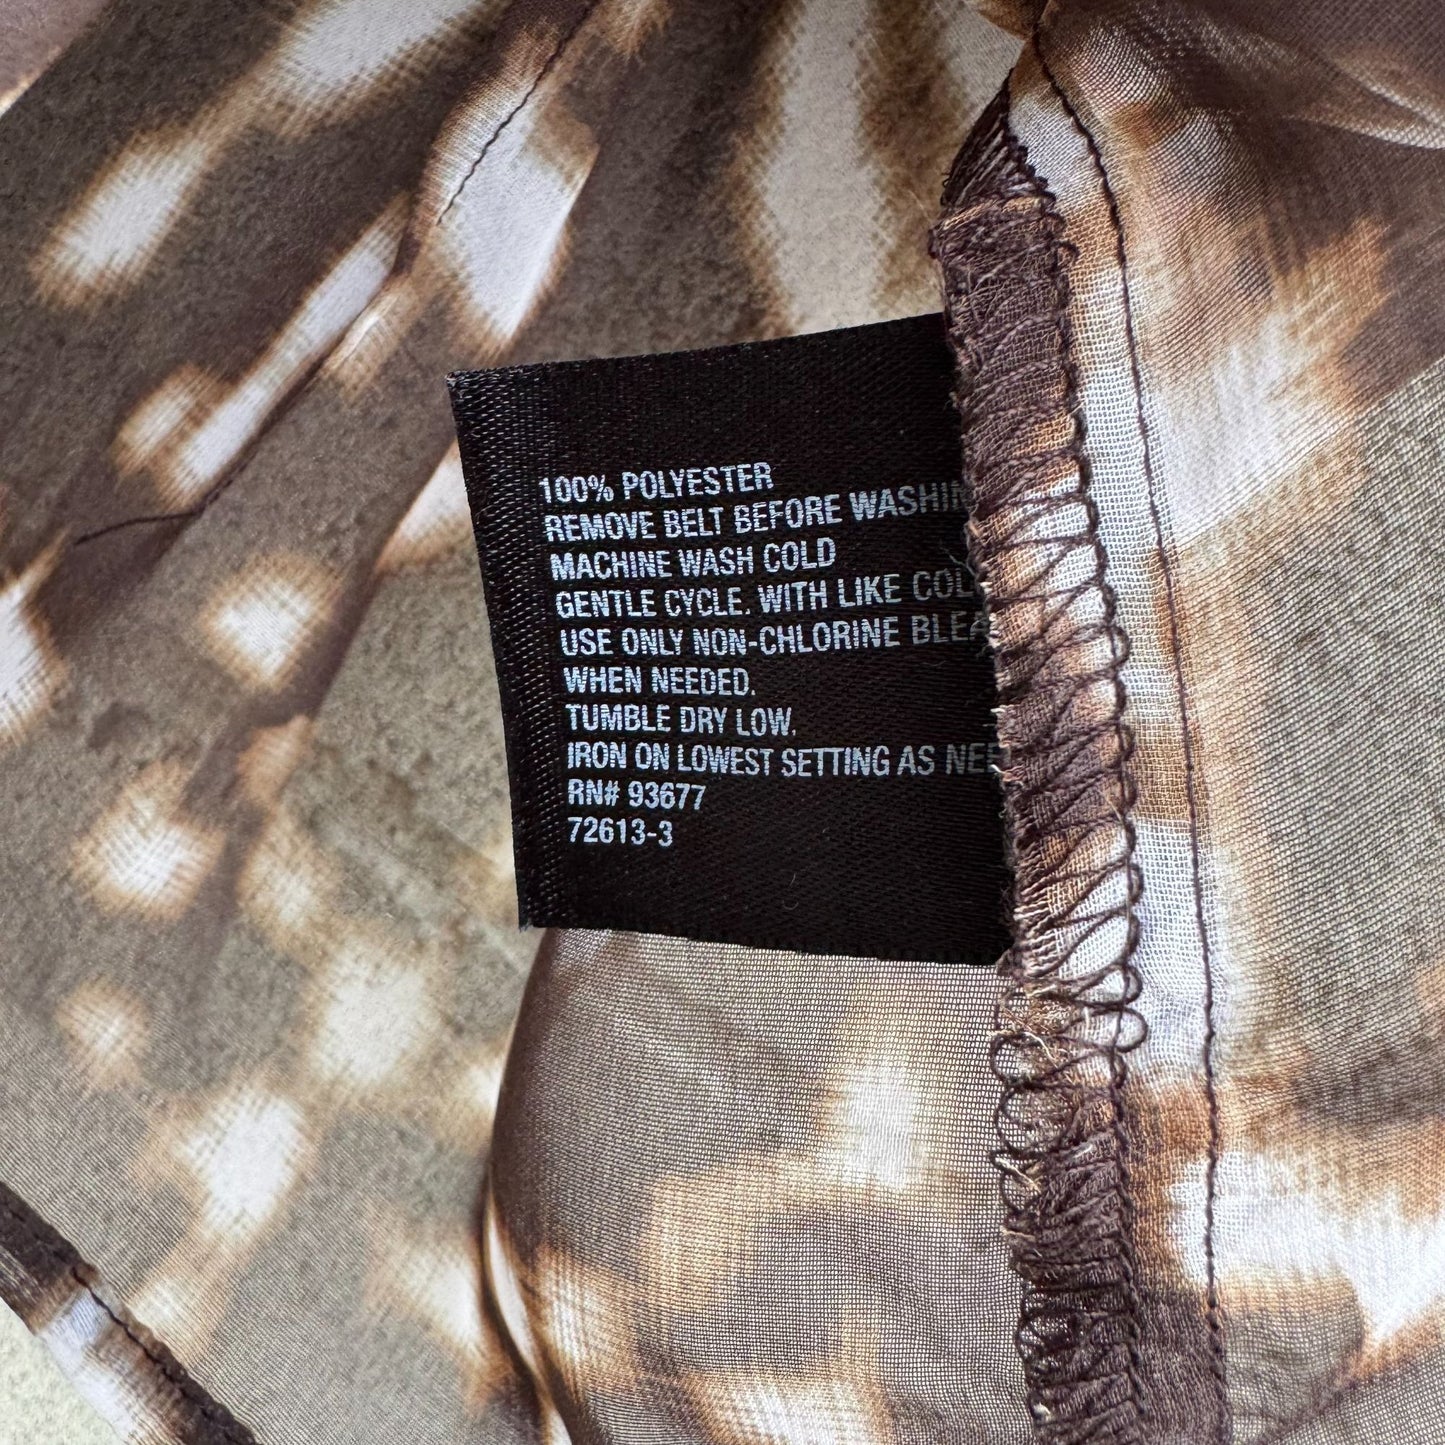 100% POLYESTER
REMOVE BELT BEFORE WASHIN
MACHINE WASH COLD
GENTLE CYCLE. WITH LIKE COL
USE ONLY NON-CHLORINE BLEA
WHEN NEEDED.
TUMBLE DRY LOW.
IRON ON LOWEST SETTING AS NEE
RN# 93677
72613-3